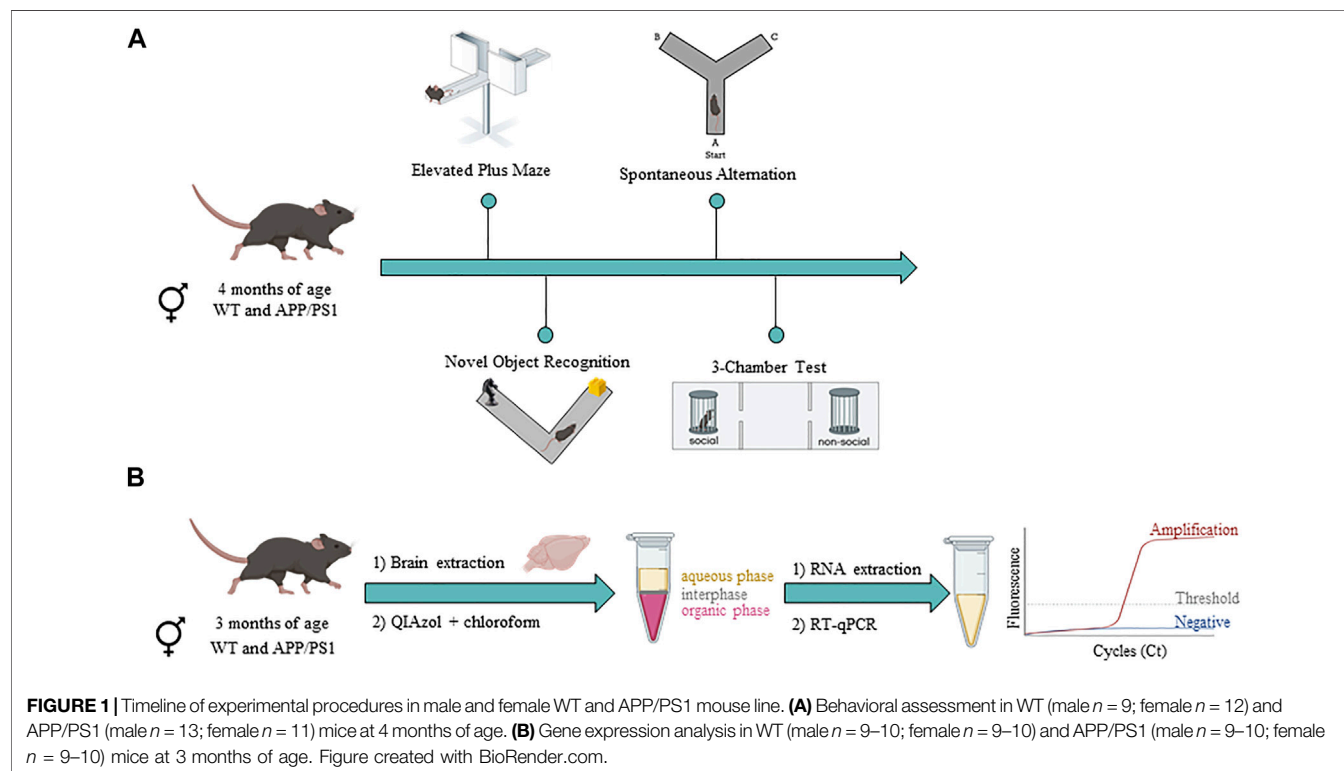 A
B
C
A
Start
Elevated Plus Maze
Spontaneous Alternation
4 months of age
WT and APP/PS1
Novel Object Recognition
3-Chamber Test
social
non-social
B
3 months of age
WT and APP/PS1
1) Brain extraction
2) QIAzol + chloroform
aqueous phase
interphase
organic phase
1) RNA extraction
2) RT-qPCR
Fluorescence
Amplification
Threshold
Negative
Cycles (Ct)
FIGURE 1 | Timeline of experimental procedures in male and female WT and APP/PS1 mouse line. (A) Behavioral assessment in WT (male n = 9; female n = 12) and
APP/PS1 (male n = 13; female n = 11) mice at 4 months of age. (B) Gene expression analysis in WT (male n = 9–10; female n = 9–10) and APP/PS1 (male n = 9–10; female
n = 9–10) mice at 3 months of age. Figure created with BioRender.com.